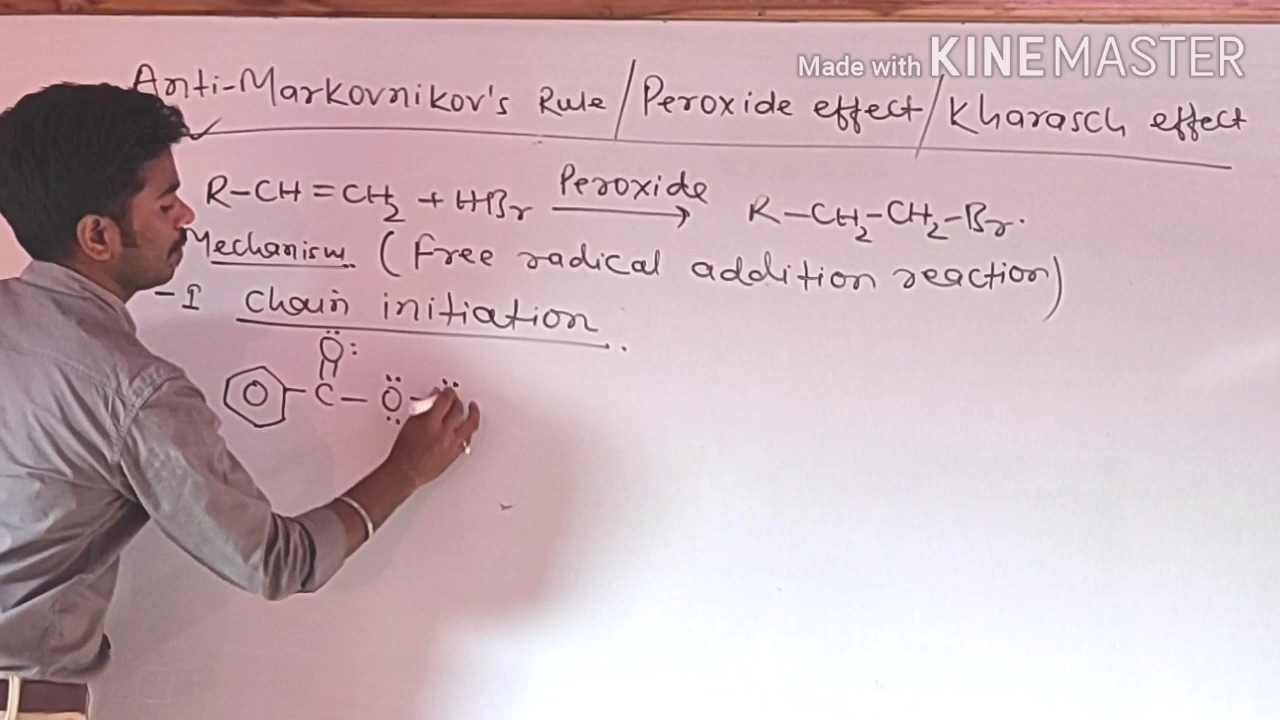 Made with KINEMASTER
Anti-Markovnikov's Rule / Peroxide effect / Kharasch effect
R-CH=CH₂ + HBr Peroxide → R-CH₂-CH₂-Br.
Mechanism (Free radical addition reaction)
-I Chain initiation.
O
C - O -